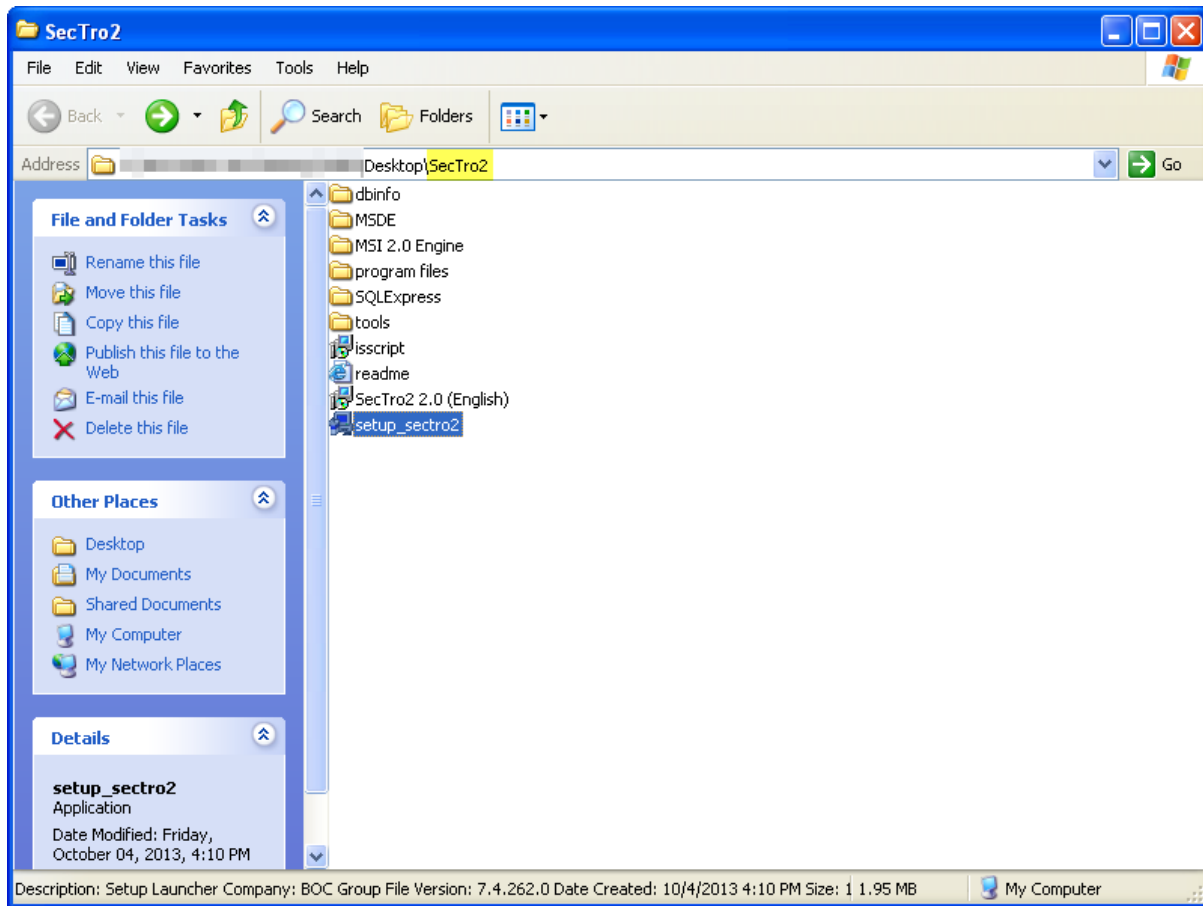 SecTro2
File Edit View Favorites Tools Help
Back Search Folders
Address Desktop\SecTro2 Go
File and Folder Tasks
Rename this file
Move this file
Copy this file
Publish this file to the
Web
E-mail this file
Delete this file
Other Places
Desktop
My Documents
Shared Documents
My Computer
My Network Places
Details
setup_sectro2
Application
Date Modified: Friday,
October 04, 2013, 4:10 PM
dbinfo
MSDE
MSI 2.0 Engine
program files
SQLExpress
tools
isscript
readme
SecTro2 2.0 (English)
setup_sectro2
Description: Setup Launcher Company: BOC Group File Version: 7.4.262.0 Date Created: 10/4/2013 4:10 PM Size: 1 1.95 MB My Computer